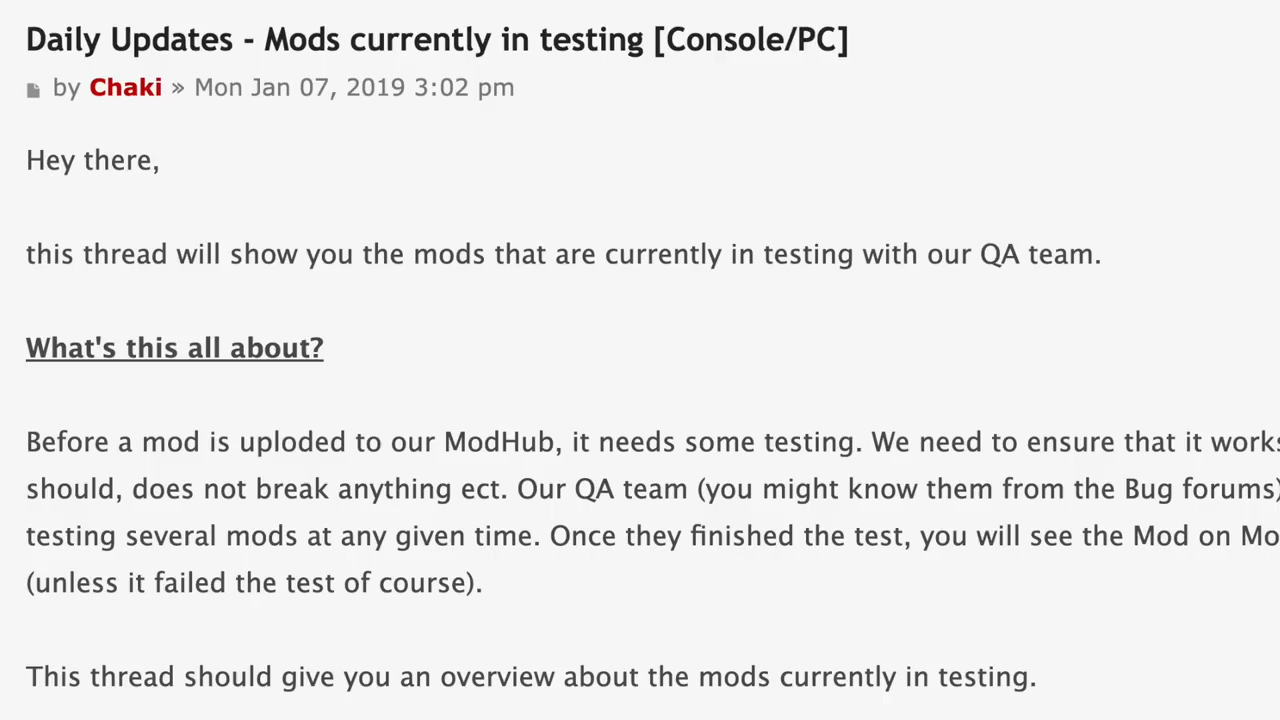 Daily Updates - Mods currently in testing [Console/PC]
by Chaki » Mon Jan 07, 2019 3:02 pm
Hey there,
this thread will show you the mods that are currently in testing with our QA team.
What's this all about?
Before a mod is uploded to our ModHub, it needs some testing. We need to ensure that it works
should, does not break anything ect. Our QA team (you might know them from the Bug forums)
testing several mods at any given time. Once they finished the test, you will see the Mod on Mo
(unless it failed the test of course).
This thread should give you an overview about the mods currently in testing.